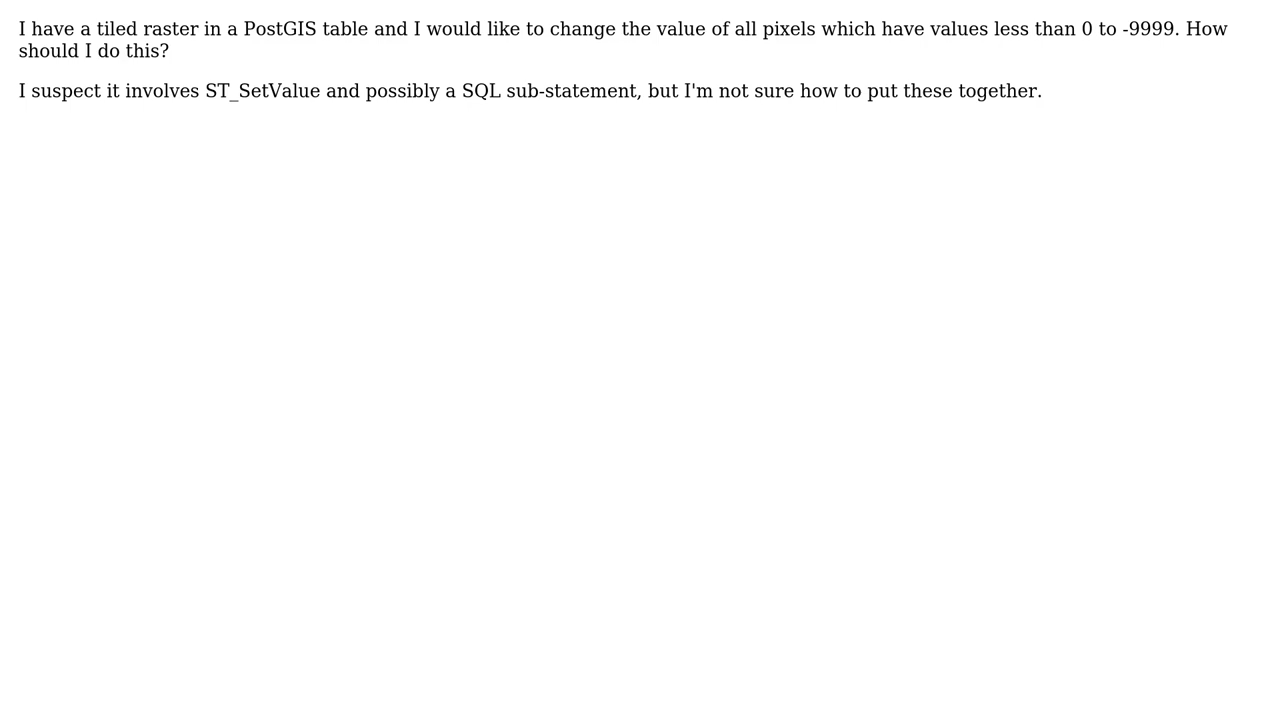 I have a tiled raster in a PostGIS table and I would like to change the value of all pixels which have values less than 0 to -9999. How
should I do this?
I suspect it involves ST_SetValue and possibly a SQL sub-statement, but I'm not sure how to put these together.